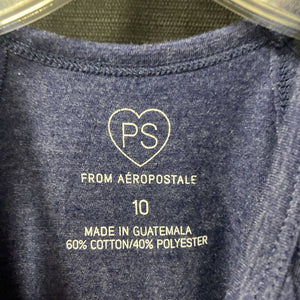 PS
FROM AÉROPOSTALE
10
MADE IN GUATEMALA
60% COTTON/40% POLYESTER